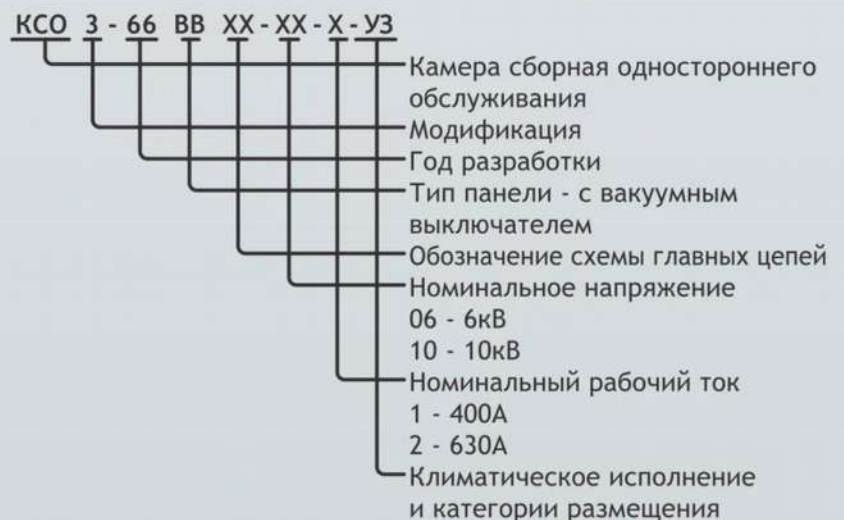 КСО 3 - 66 ВВ ХХ - ХХ - Х - УЗ
Камера сборная одностороннего
обслуживания
Модификация
Год разработки
Тип панели - с вакуумным
выключателем
Обозначение схемы главных цепей
Номинальное напряжение
06 - 6кВ
10 - 10кВ
Номинальный рабочий ток
1 - 400А
2 - 630А
Климатическое исполнение
и категории размещения